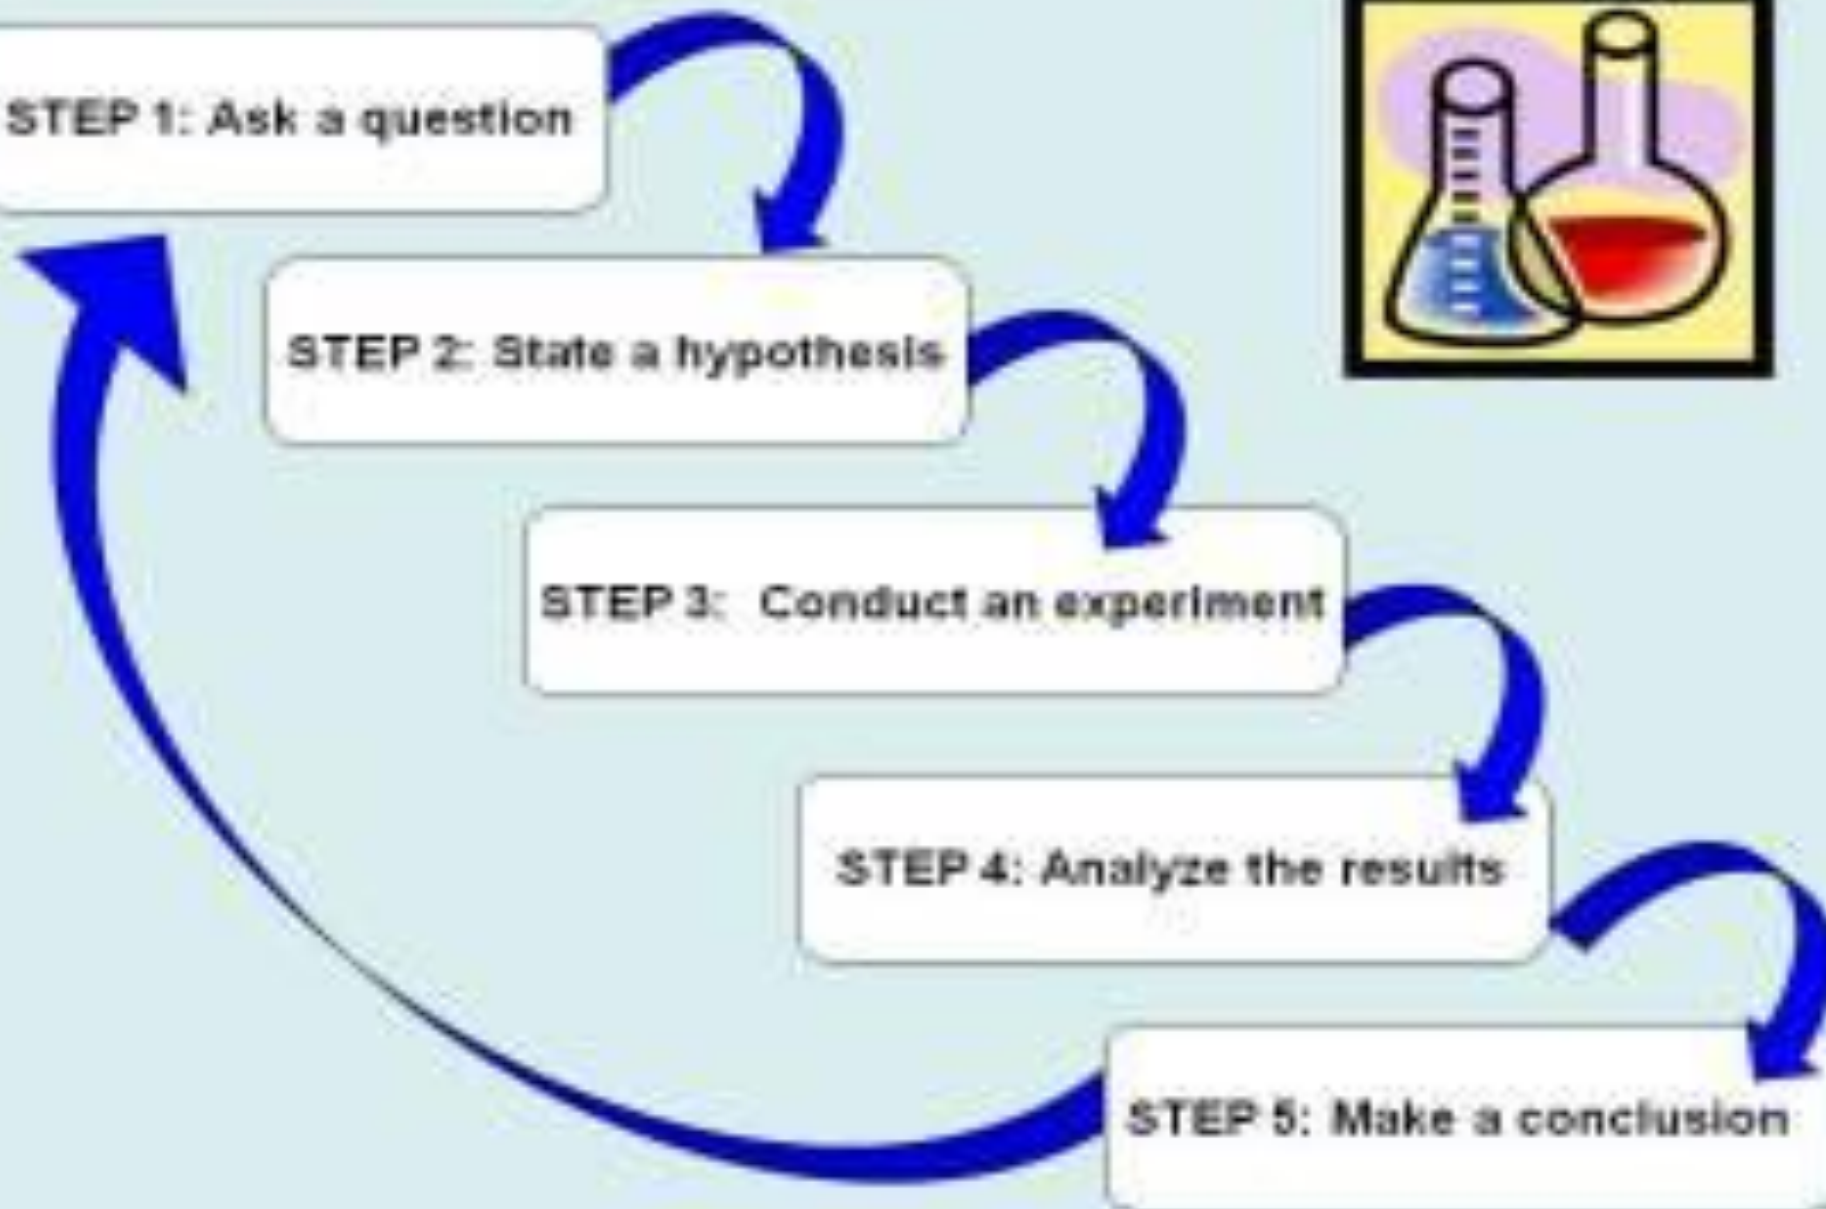 STEP 1: Ask a question
STEP 2: State a hypothesis
STEP 3: Conduct an experiment
STEP 4: Analyze the results
STEP 5: Make a conclusion